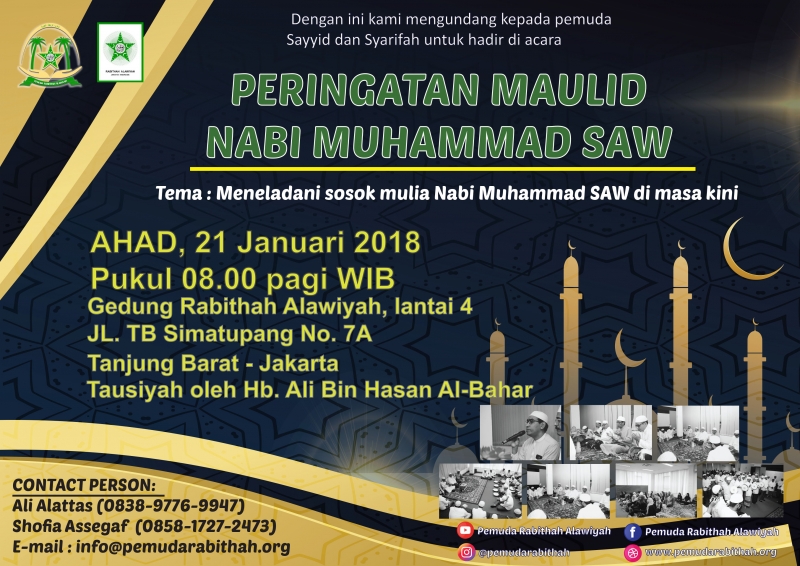 Dengan ini kami mengundang kepada pemuda
Sayyid dan Syarifah untuk hadir di acara
RABITHAH ALAWIYAH
PERINGATAN MAULID
NABI MUHAMMAD SAW
Tema : Meneladani sosok mulia Nabi Muhammad SAW di masa kini
AHAD, 21 Januari 2018
Pukul 08.00 pagi WIB
Gedung Rabithah Alawiyah, lantai 4
JL. TB Simatupang No. 7A
Tanjung Barat - Jakarta
Tausiyah oleh Hb. Ali Bin Hasan Al-Bahar
CONTACT PERSON:
Ali Alattas (0838-9776-9947)
Shofia Assegaf (0858-1727-2473)
E-mail : info@pemudarabithah.org
Pemuda Rabithah Alawiyah
Pemuda Rabithah Alawiyah
@pemudarabithah
www.pemudarabithah.org